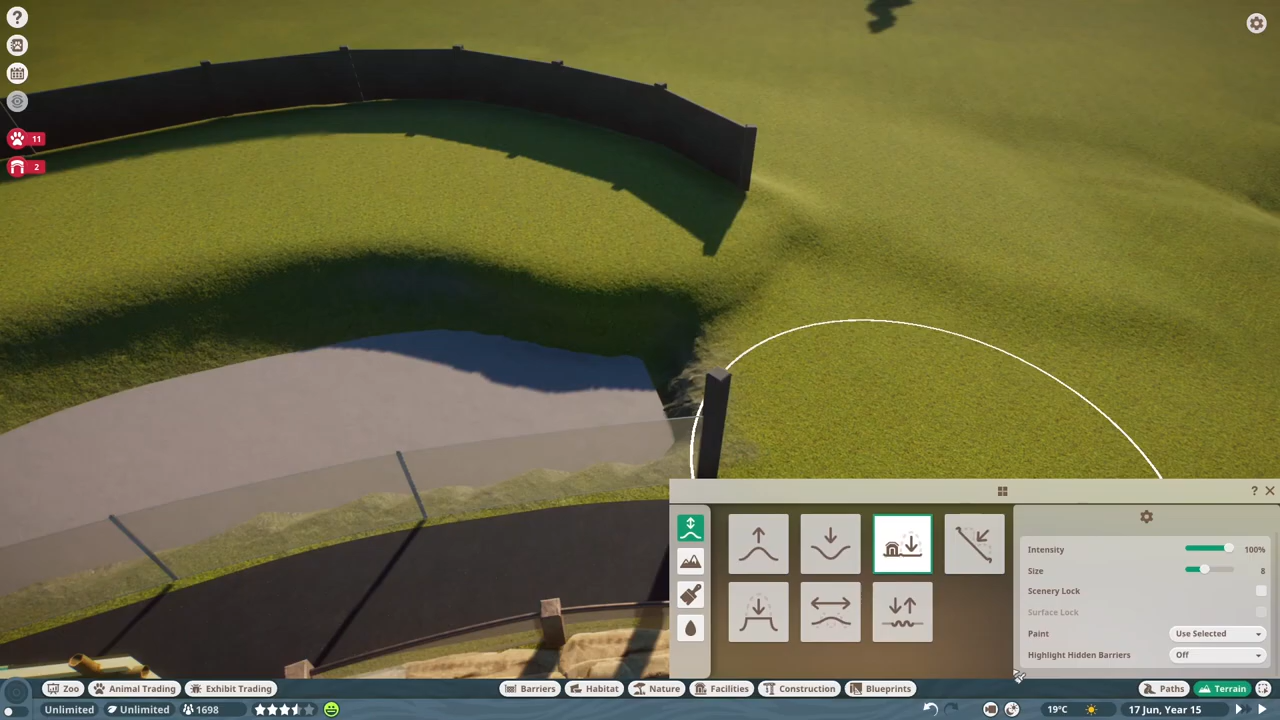 ?
11
2
?
Intensity 100%
Size 8
Scenery Lock
Surface Lock
Paint Use Selected
Highlight Hidden Barriers Off
Zoo Animal Trading Exhibit Trading Barriers Habitat Nature Facilities Construction Blueprints Paths Terrain
Unlimited Unlimited 1698 19°C 17 Jun, Year 15